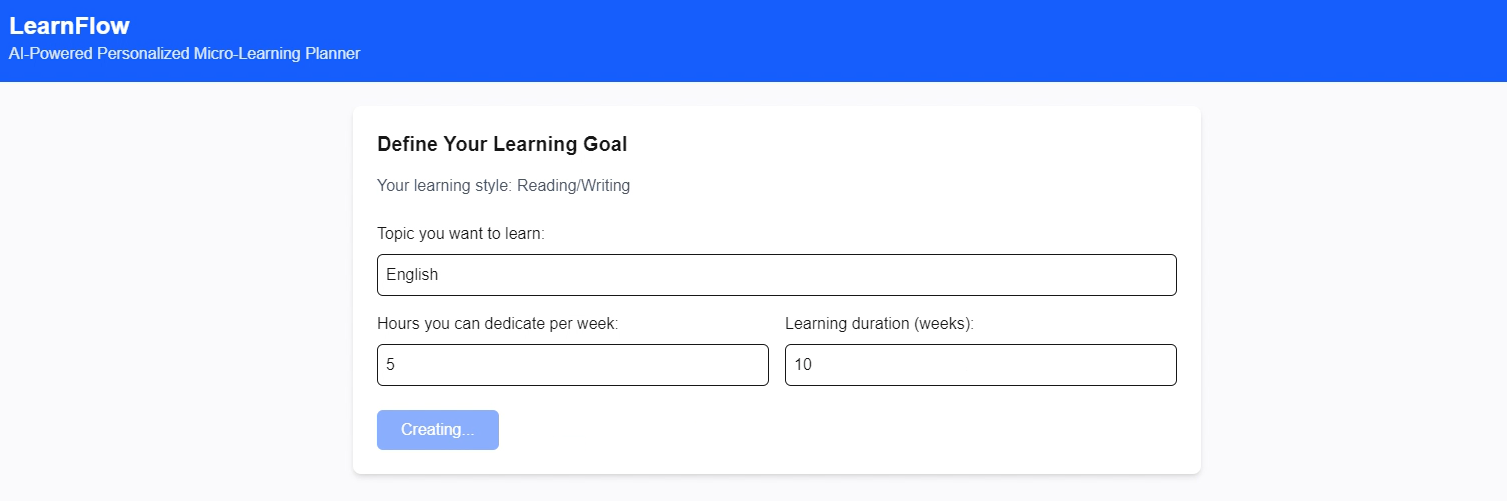 LearnFlow
AI-Powered Personalized Micro-Learning Planner
Define Your Learning Goal
Your learning style: Reading/Writing
Topic you want to learn:
English
Hours you can dedicate per week:
5
Learning duration (weeks):
10
Creating...